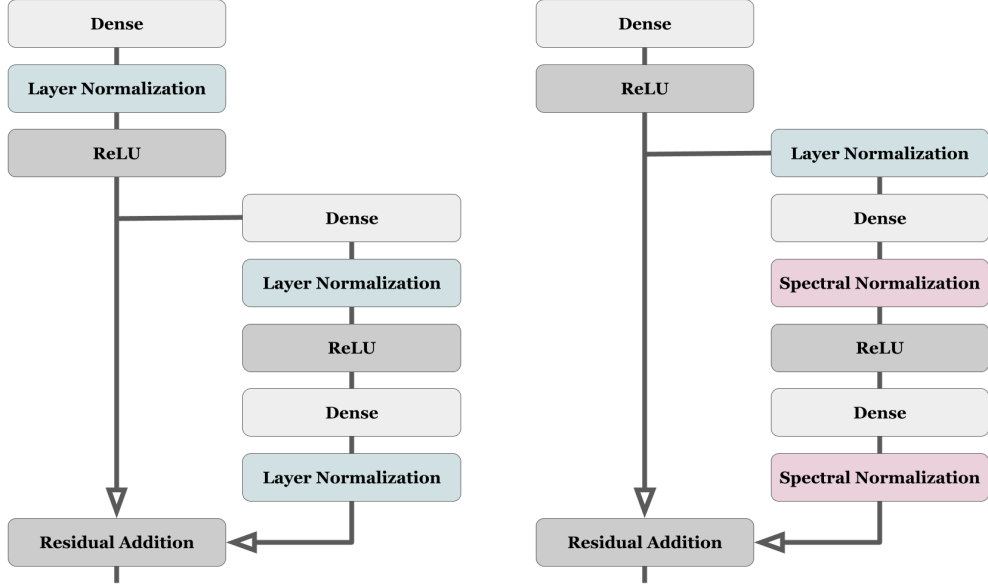 Dense
Layer Normalization
ReLU
Dense
Layer Normalization
ReLU
Dense
Layer Normalization
Residual Addition
Dense
ReLU
Layer Normalization
Dense
Spectral Normalization
ReLU
Dense
Spectral Normalization
Residual Addition